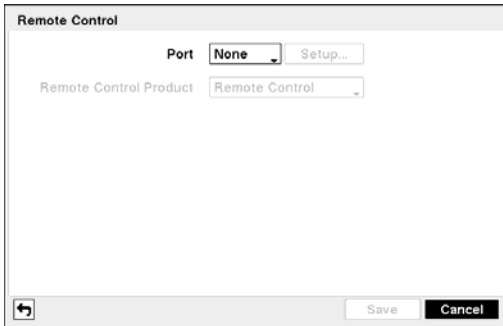 Remote Control
Port None Setup...
Remote Control Product Remote Control
Save Cancel